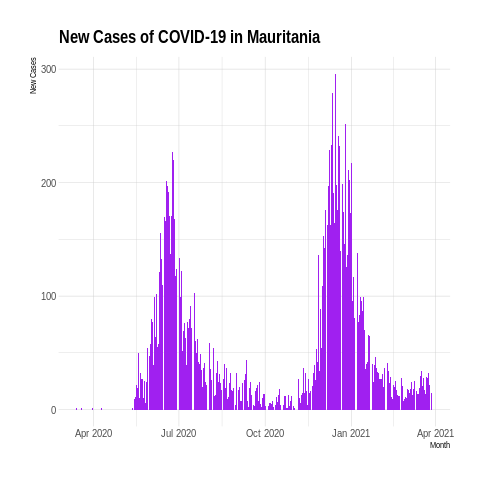 New Cases of COVID-19 in Mauritania
New Cases
300
200
100
0
Apr 2020 Jul 2020 Oct 2020 Jan 2021 Apr 2021
Month